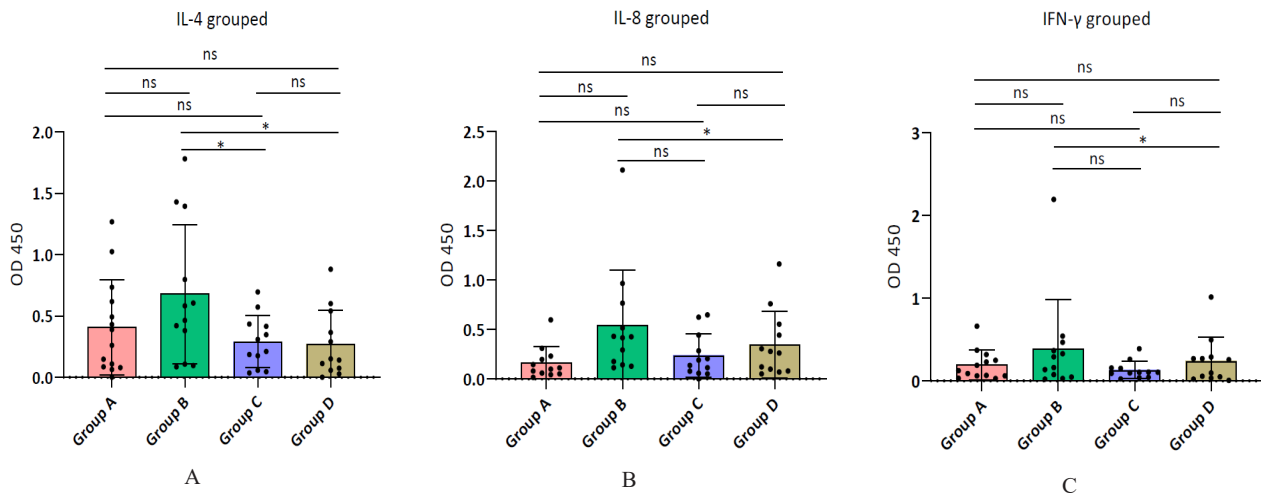 IL-4 grouped
ns
ns
ns
ns
*
*
OD 450
2.0
1.5
1.0
0.5
0.0
Group A
Group B
Group C
Group D
A
IL-8 grouped
ns
ns
ns
ns
*
ns
OD 450
2.5
2.0
1.5
1.0
0.5
0.0
Group A
Group B
Group C
Group D
B
IFN-γ grouped
ns
ns
ns
ns
*
ns
OD 450
3
2
1
0
Group A
Group B
Group C
Group D
C